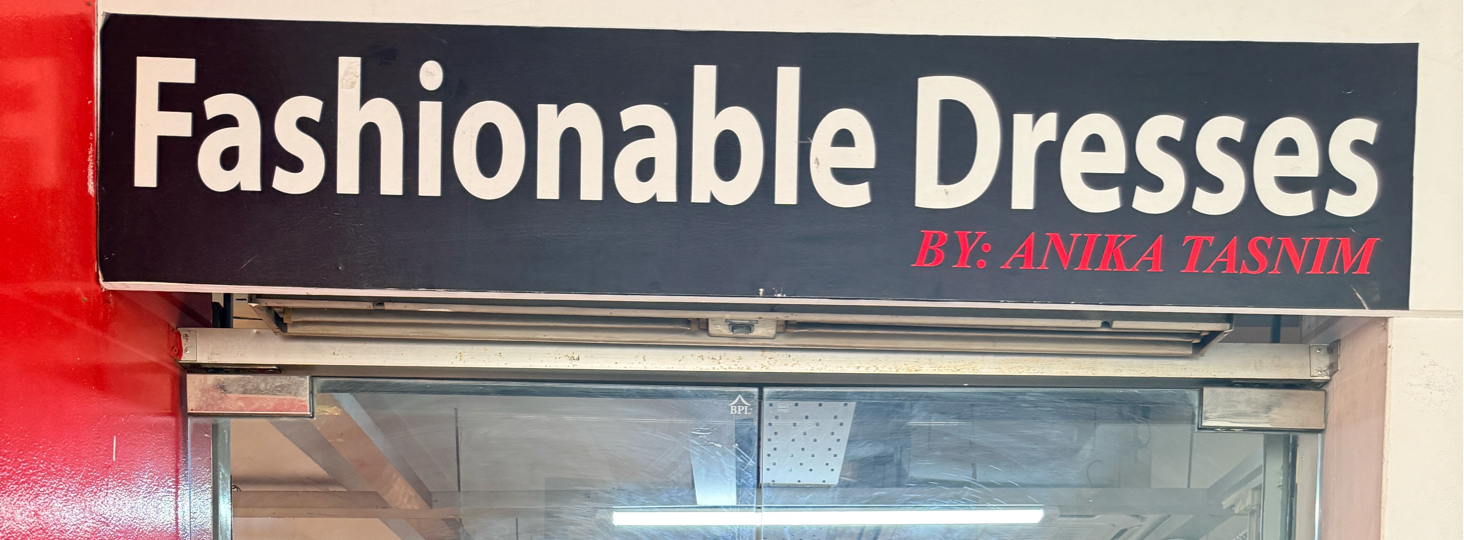 Fashionable Dresses
BY: ANIKA TASNIM
BPL